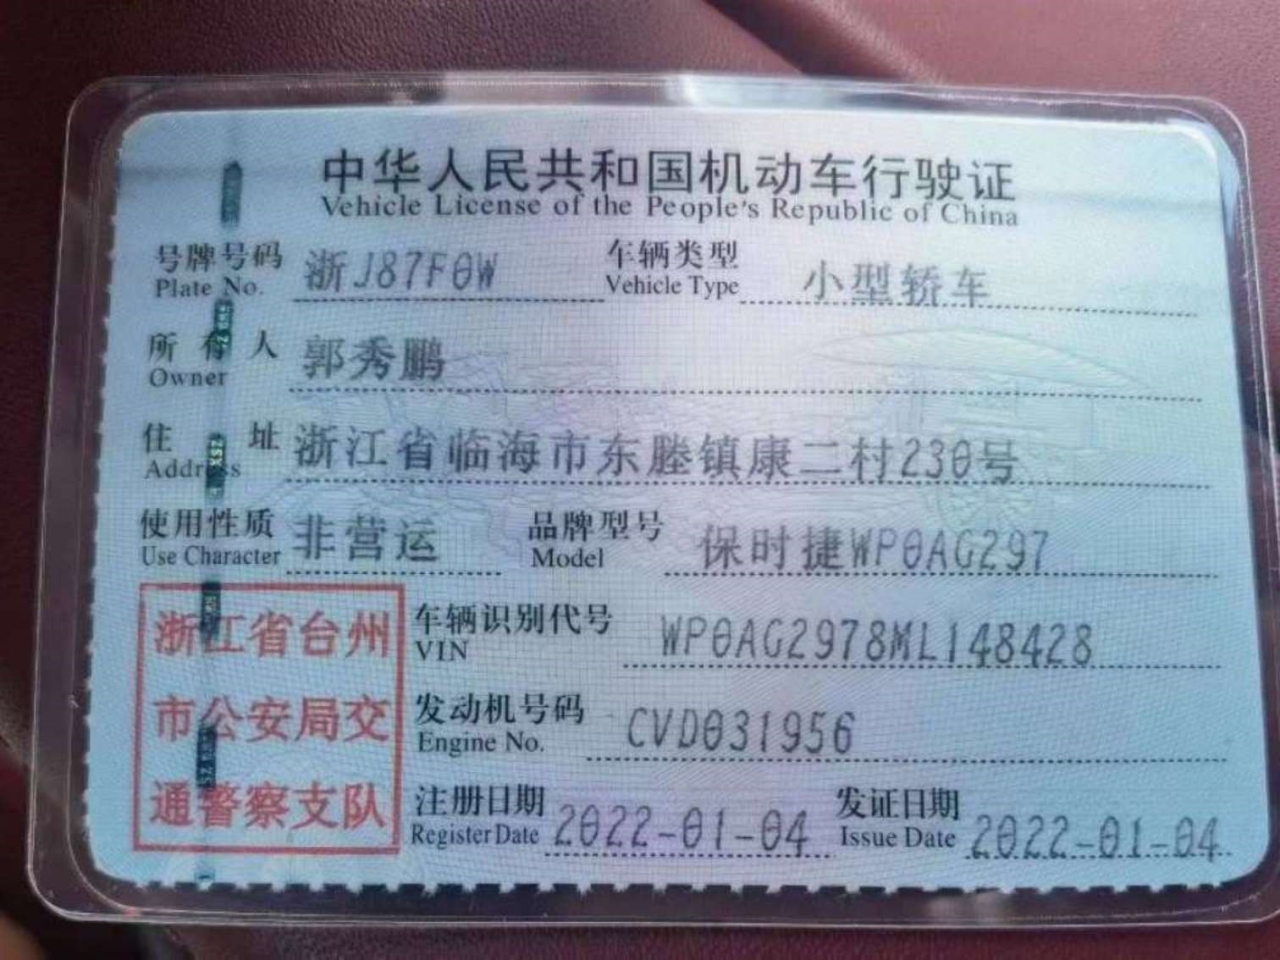 中华人民共和国机动车行驶证
Vehicle License of the People's Republic of China
号牌号码 浙J87F0W 车辆类型 小型轿车
Plate No. Vehicle Type
所有人 郭秀鹏
Owner
住址 浙江省临海市东塍镇康二村230号
Address
使用性质 非营运 品牌型号 保时捷WP0AG297
Use Character Model
浙江省台州
市公安局交
通警察支队
车辆识别代号 WP0AG2978ML148428
VIN
发动机号码 CVD031956
Engine No.
注册日期 2022-01-04 发证日期 2022-01-04
Register Date Issue Date